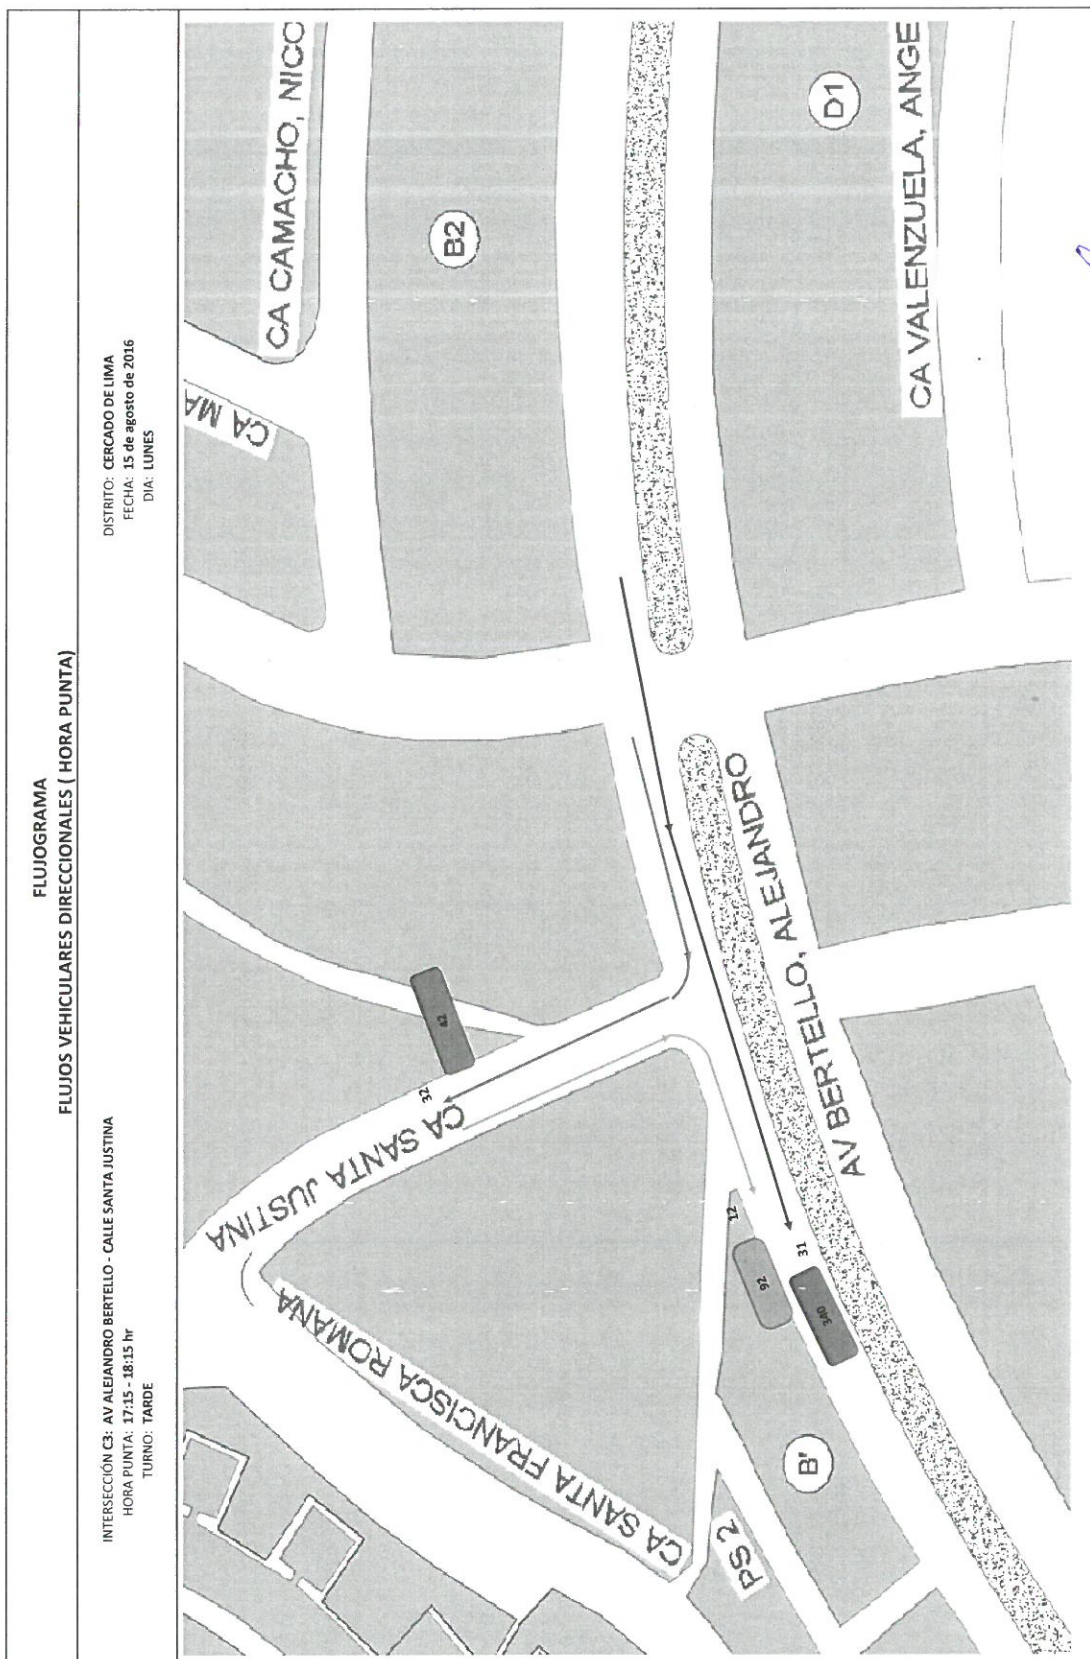 FLUJOGRAMA
FLUJOS VEHICULARES DIRECCIONALES ( HORA PUNTA)
INTERSECCIÓN C3: AV ALEJANDRO BERTELLO - CALLE SANTA JUSTINA
HORA PUNTA: 17:15 - 18:15 hr
TURNO: TARDE
DISTRITO: CERCADO DE LIMA
FECHA: 15 de agosto de 2016
DIA: LUNES
CA MA
CA CAMACHO, NICO
B2
D1
CA VALENZUELA, ANGE
42
32
CA SANTA JUSTINA
CA SANTA FRANCISCA ROMANA
AV BERTELLO, ALEJANDRO
12
92
31
340
B'
PS 2